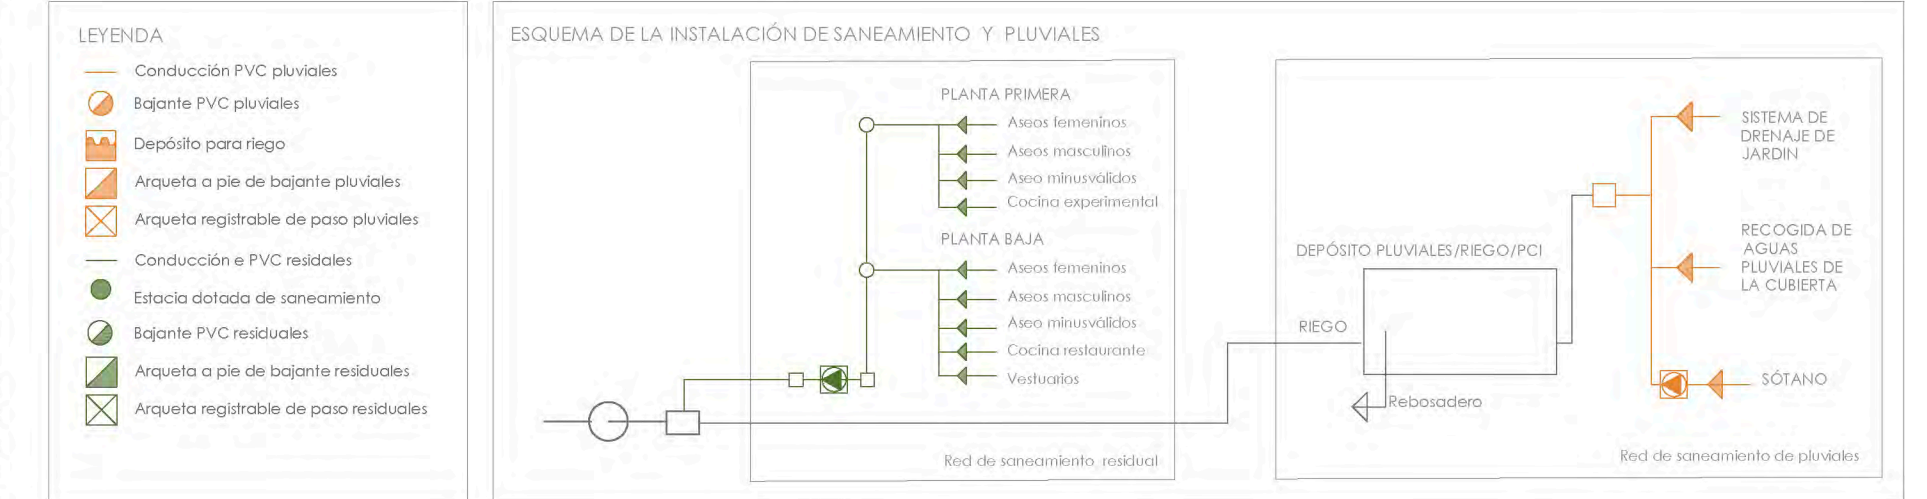 LEYENDA
Conducción PVC pluviales
Bajante PVC pluviales
Depósito para riego
Arqueta a pie de bajante pluviales
Arqueta registrable de paso pluviales
Conducción e PVC residales
Estacia dotada de saneamiento
Bajante PVC residuales
Arqueta a pie de bajante residuales
Arqueta registrable de paso residuales
ESQUEMA DE LA INSTALACIÓN DE SANEAMIENTO Y PLUVIALES
PLANTA PRIMERA
Aseos femeninos
Aseos masculinos
Aseo minusválidos
Cocina experimental
PLANTA BAJA
Aseos femeninos
Aseos masculinos
Aseo minusválidos
Cocina restaurante
Vestuarios
Red de saneamiento residual
DEPÓSITO PLUVIALES/RIEGO/PCI
RIEGO
Rebosadero
SISTEMA DE
DRENAJE DE
JARDIN
RECOGIDA DE
AGUAS
PLUVIALES DE
LA CUBIERTA
SÓTANO
Red de saneamiento de pluviales